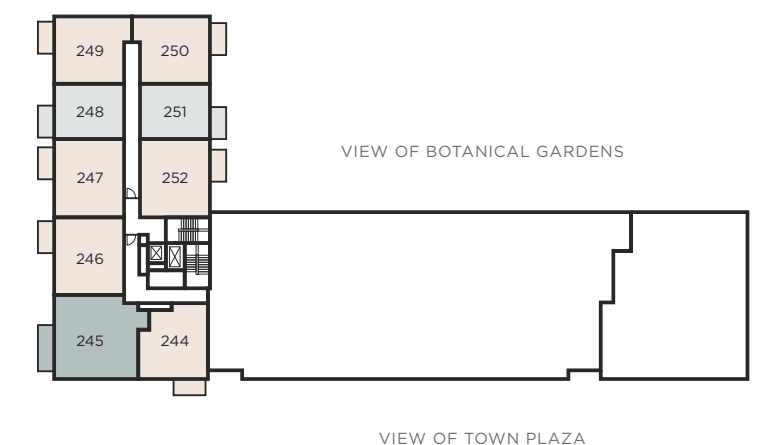 249 250
248 251
VIEW OF BOTANICAL GARDENS
247 252
246
245 244
VIEW OF TOWN PLAZA